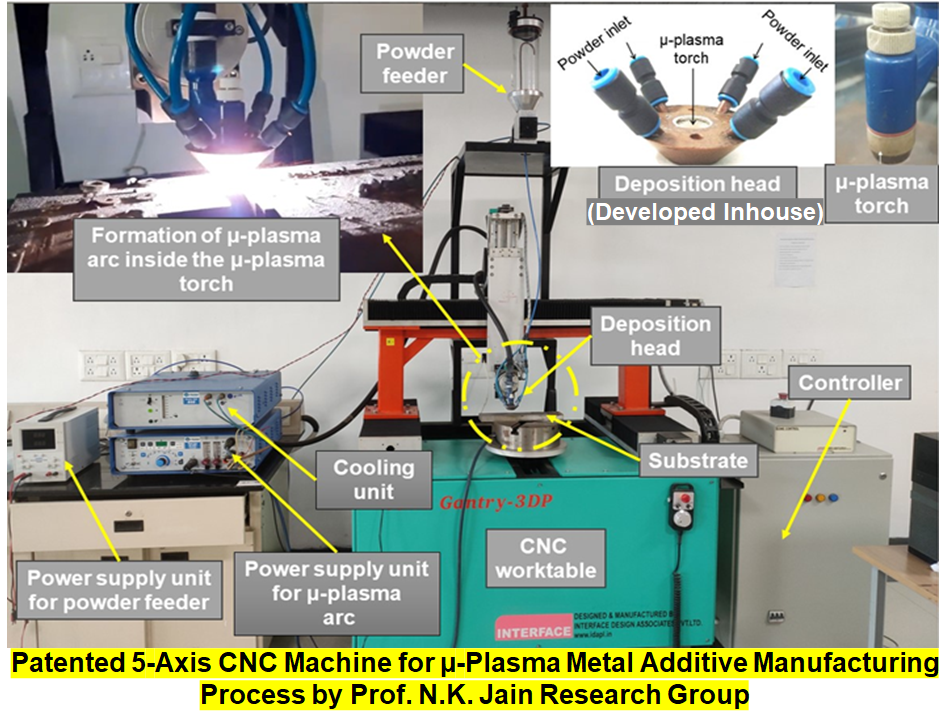 Powder
feeder
Powder inlet
μ-plasma
torch
Powder inlet
Deposition head
(Developed Inhouse)
μ-plasma
torch
Formation of μ-plasma
arc inside the μ-plasma
torch
Deposition
head
Controller
Cooling
unit
Substrate
Gantry-3DP
CNC
worktable
Power supply unit
for powder feeder
Power supply unit
for μ-plasma
arc
INTERFACE
DESIGNED & MANUFACTURED BY
INTERFACE DESIGN ASSOCIATES PVT.LTD.
www.idapl.in
Patented 5-Axis CNC Machine for μ-Plasma Metal Additive Manufacturing
Process by Prof. N.K. Jain Research Group